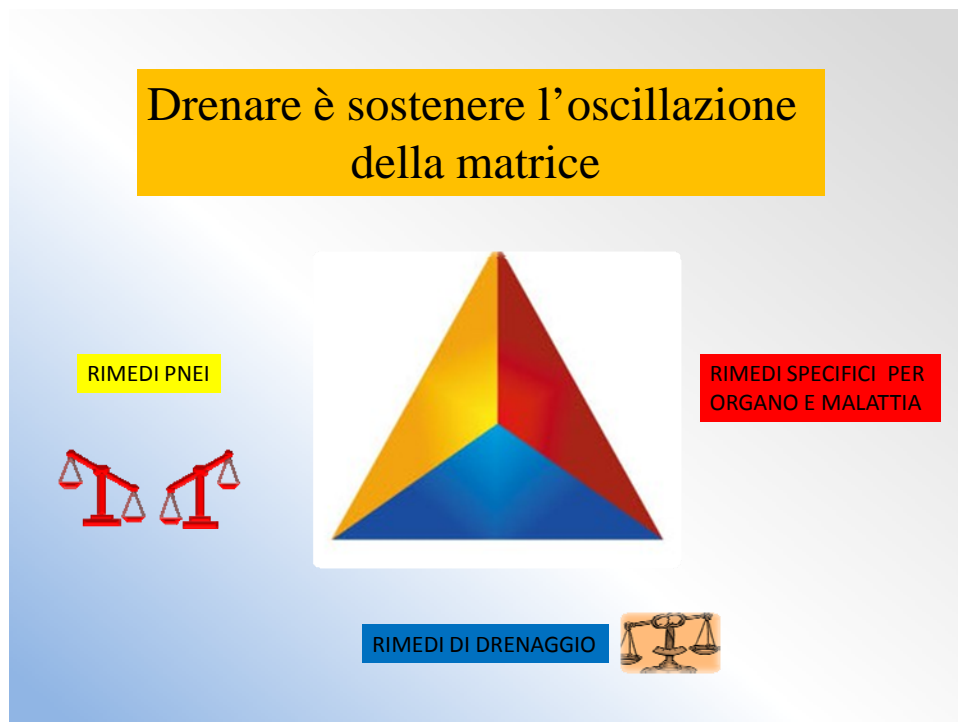 Drenare è sostenere l’oscillazione
della matrice
RIMEDI PNEI
RIMEDI SPECIFICI PER
ORGANO E MALATTIA
RIMEDI DI DRENAGGIO